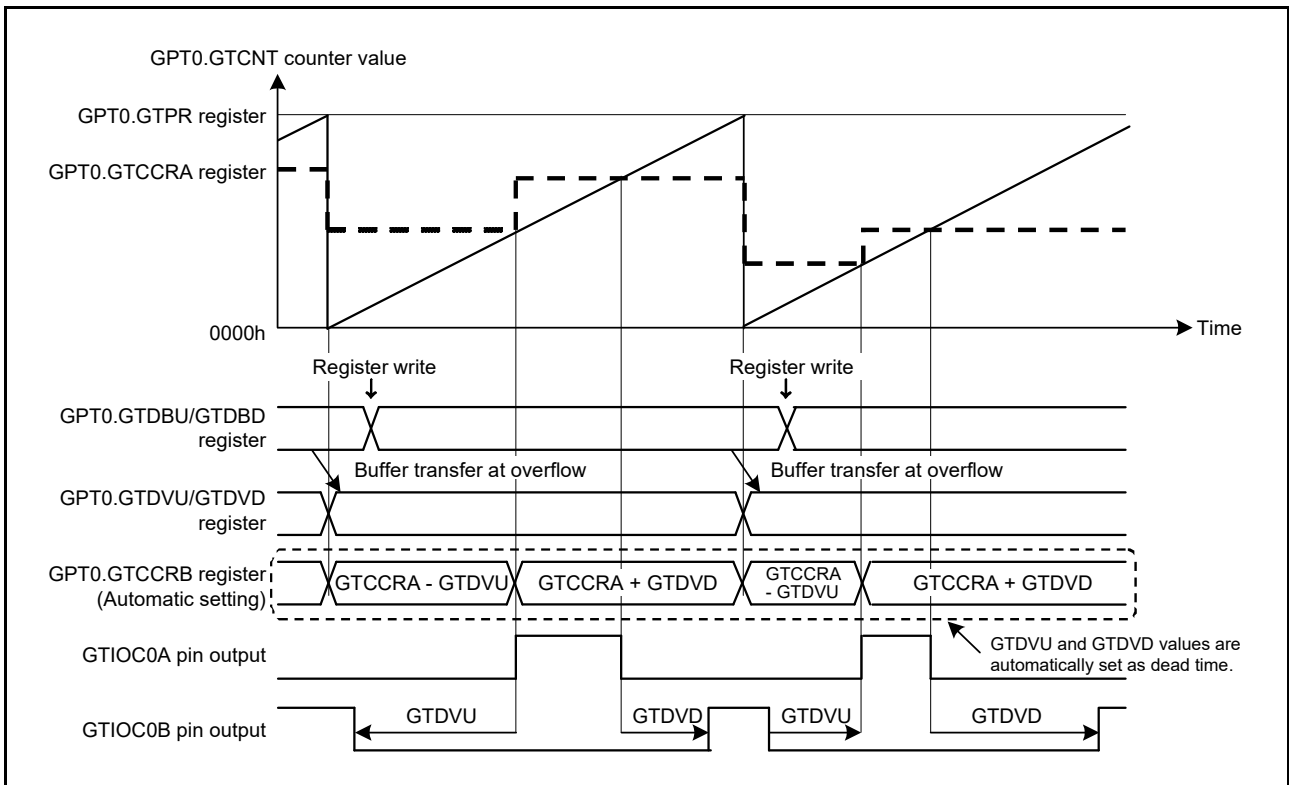 GPT0.GTCNT counter value
GPT0.GTPR register
GPT0.GTCCRA register
0000h
Time
Register write
Register write
GPT0.GTDBU/GTDBD
register
Buffer transfer at overflow
Buffer transfer at overflow
GPT0.GTDVU/GTDVD
register
GPT0.GTCCRB register
(Automatic setting)
GTCCRA - GTDVU
GTCCRA + GTDVD
GTCCRA
- GTDVU
GTCCRA + GTDVD
GTDVU and GTDVD values are
automatically set as dead time.
GTIOC0A pin output
GTIOC0B pin output
GTDVU
GTDVD
GTDVU
GTDVD